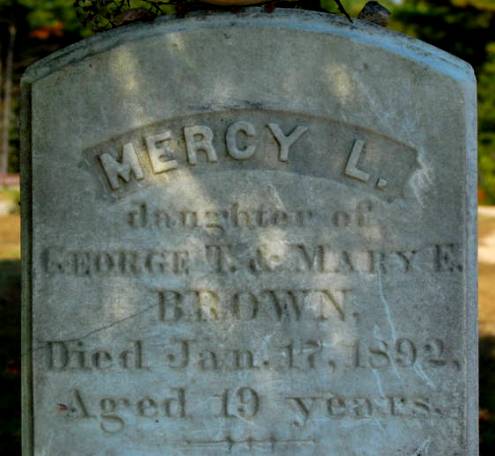 MERCY L.
daughter of
GEORGE T. & MARY E.
BROWN,
Died Jan. 17, 1892,
Aged 19 years.